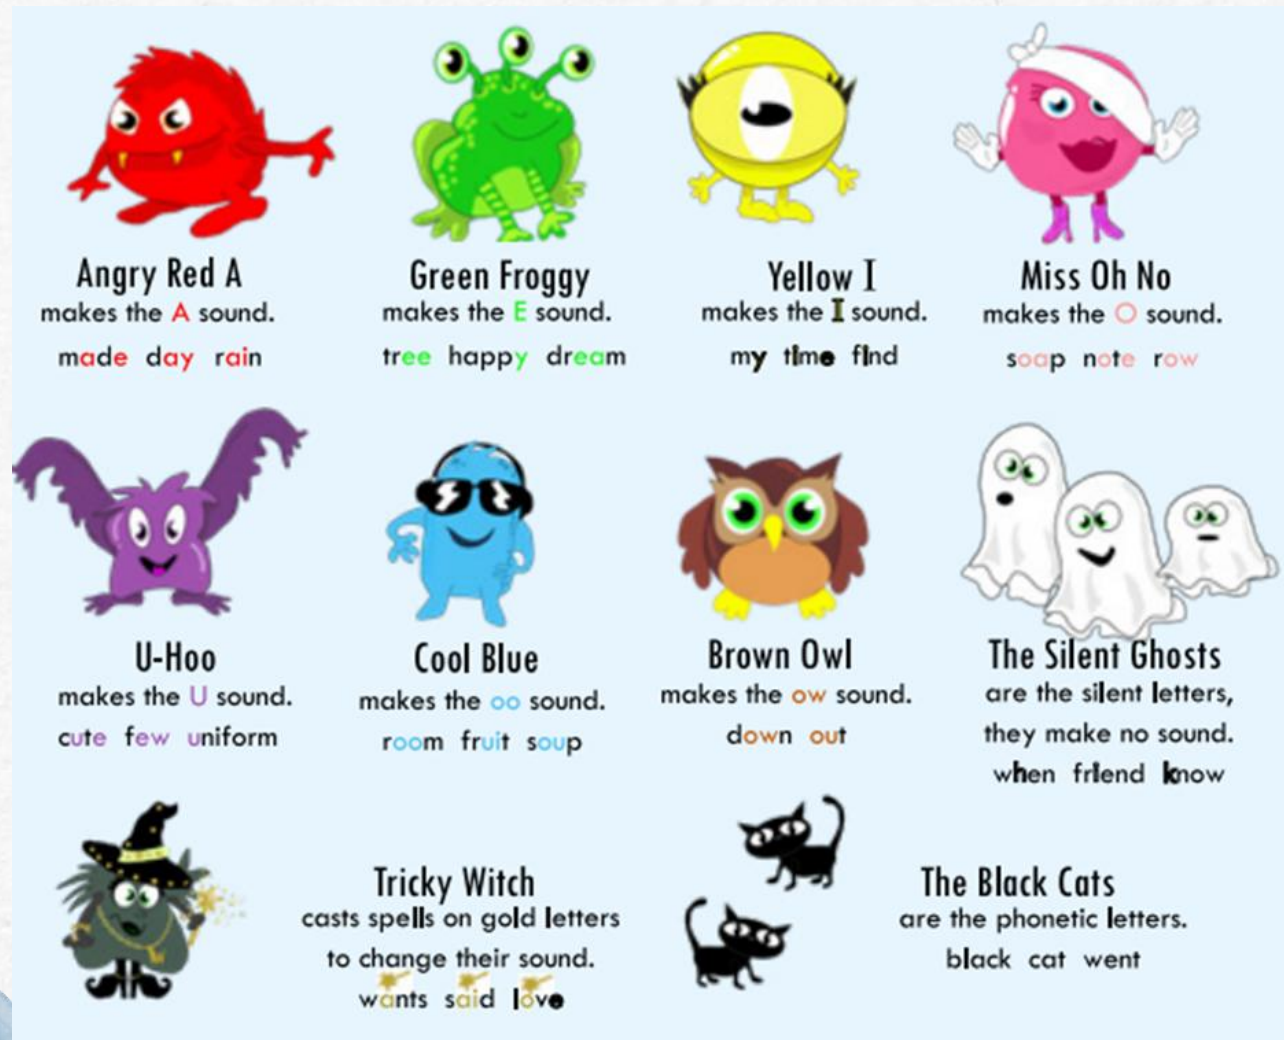 Angry Red A
makes the A sound.
made day rain
Green Froggy
makes the E sound.
tree happy dream
Yellow I
makes the I sound.
my time find
Miss Oh No
makes the O sound.
soap note row
U-Hoo
makes the U sound.
cute few uniform
Cool Blue
makes the oo sound.
room fruit soup
Brown Owl
makes the ow sound.
down out
The Silent Ghosts
are the silent letters,
they make no sound.
when friend know
Tricky Witch
casts spells on gold letters
to change their sound.
wants said love
The Black Cats
are the phonetic letters.
black cat went